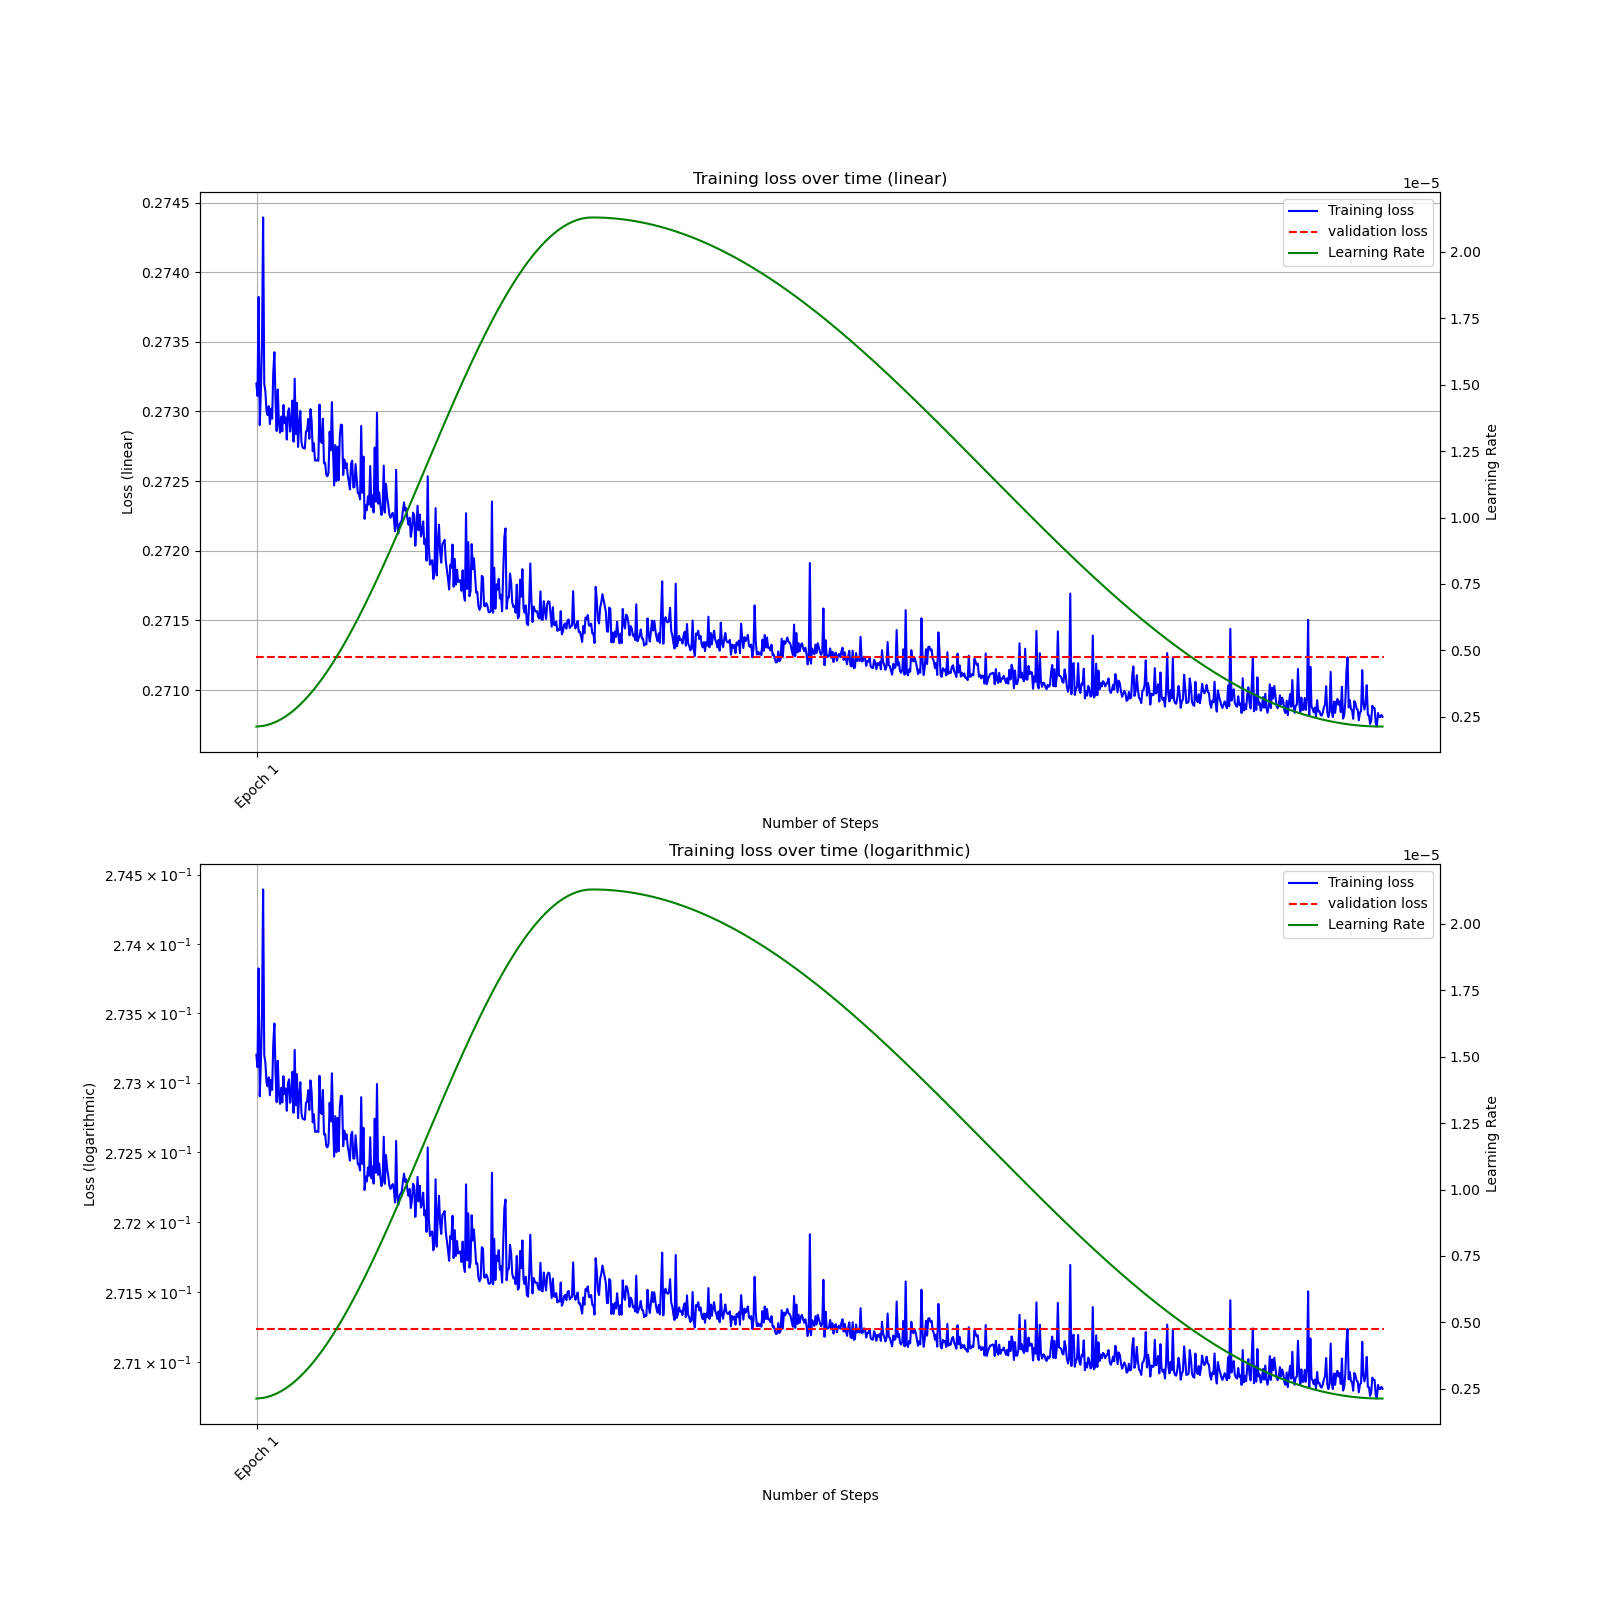 Training loss over time (linear)
1e−5
0.2745
0.2740
0.2735
0.2730
0.2725
0.2720
0.2715
0.2710
Loss (linear)
Training loss
validation loss
Learning Rate
2.00
1.75
1.50
1.25
1.00
0.75
0.50
0.25
Learning Rate
Epoch 1
Number of Steps
Training loss over time (logarithmic)
1e−5
2.745 × 10⁻¹
2.74 × 10⁻¹
2.735 × 10⁻¹
2.73 × 10⁻¹
2.725 × 10⁻¹
2.72 × 10⁻¹
2.715 × 10⁻¹
2.71 × 10⁻¹
Loss (logarithmic)
Training loss
validation loss
Learning Rate
2.00
1.75
1.50
1.25
1.00
0.75
0.50
0.25
Learning Rate
Epoch 1
Number of Steps